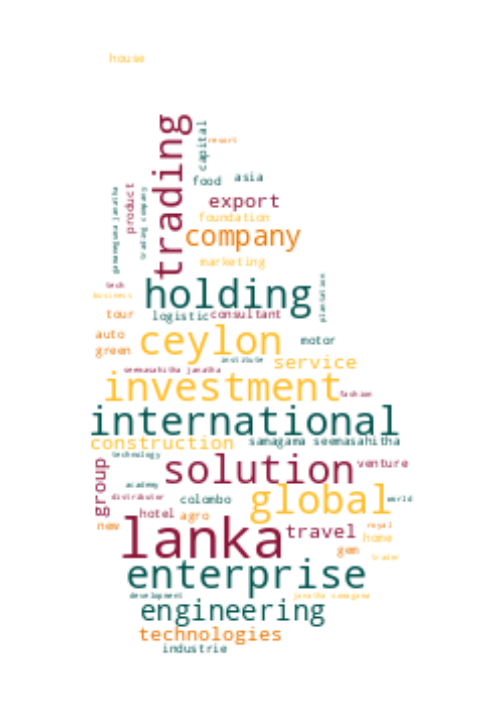 house
trading
capital
resort
food
asia
product
gamanegama janatha
trading company
export
foundation
company
marketing
tech
business
holding
plantation
tour
logistic
consultant
auto
ceylon
motor
green
institute
service
seemasahitha janatha
investment
fashion
international
construction
samagama seemasahitha
technology
solution
venture
group
academy
global
distributor
colombo
world
hotel
agro
new
lanka
travel
royal
home
gem
trader
enterprise
development
janatha samagama
engineering
technologies
industrie